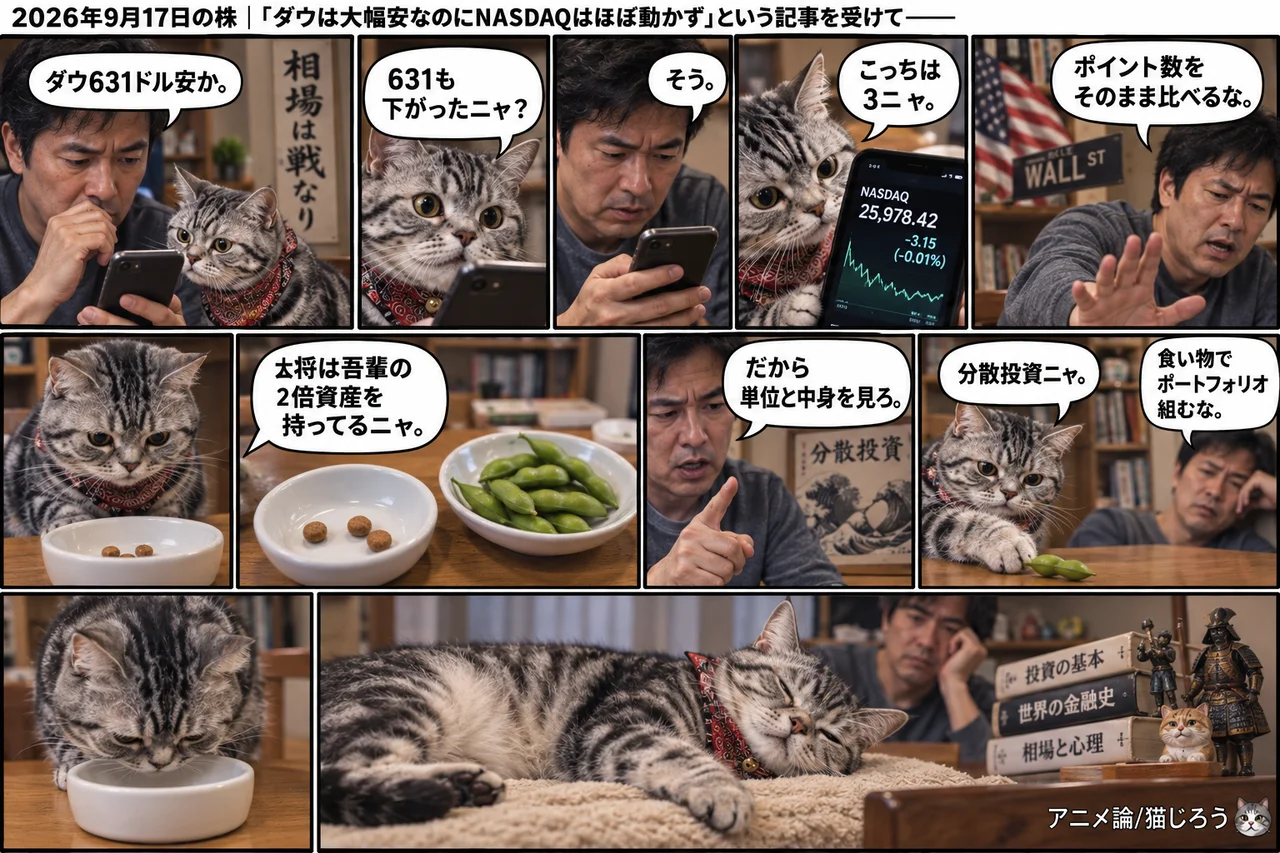 2026年9月17日の株｜「ダウは大幅安なのにNASDAQはほぼ動かず」という記事を受けて――
ダウ631ドル安か。
相場は戦なり
631も
下がったニャ？
そう。
こっちは
3ニャ。
NASDAQ
25,978.42
-3.15
(-0.01%)
ポイント数を
そのまま比べるな。
WALL ST
太将は吾輩の
2倍資産を
持ってるニャ。
だから
単位と中身を見ろ。
分散投資
分散投資ニャ。
食い物で
ポートフォリオ
組むな。
投資の基本
世界の金融史
相場と心理
アニメ論/猫じろう